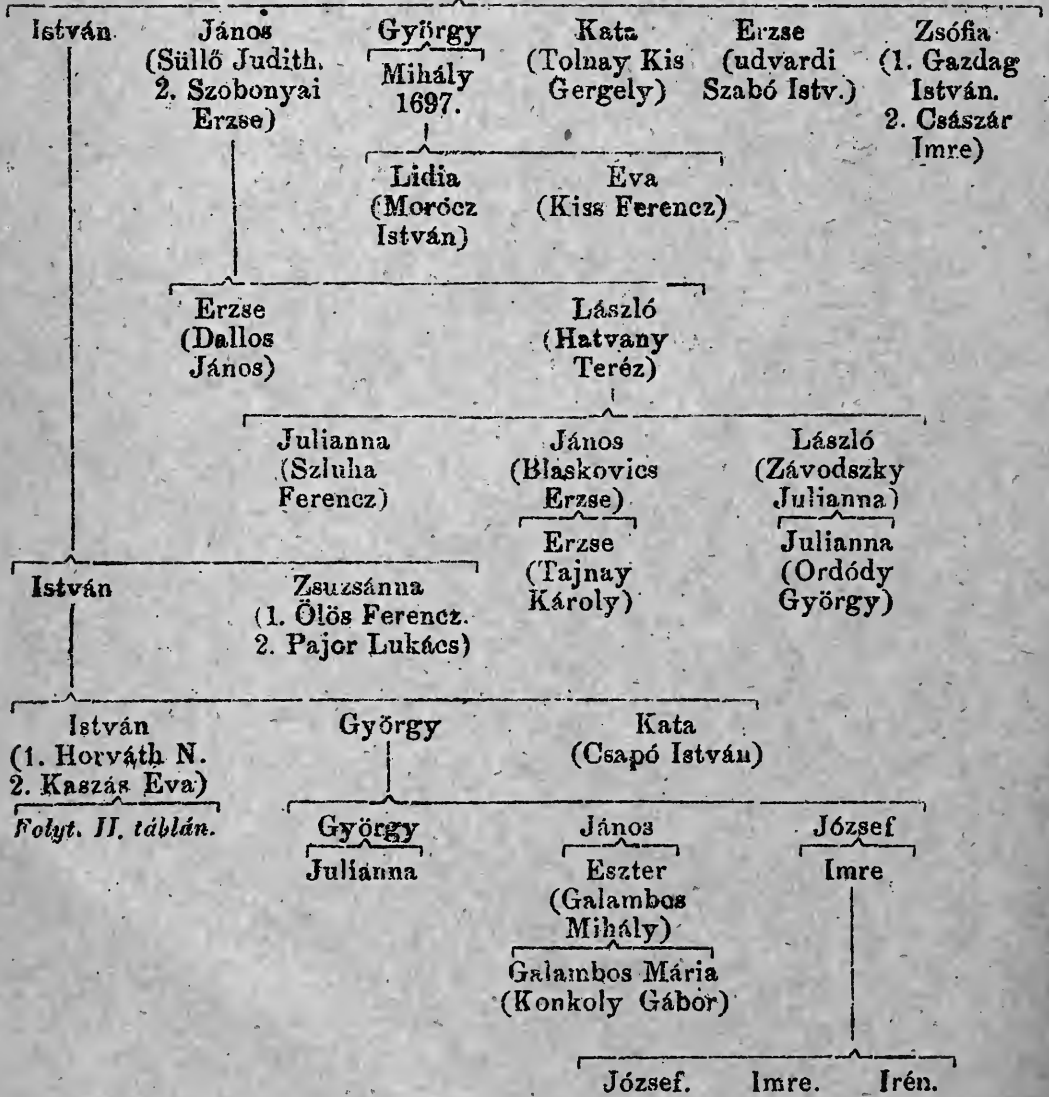 István. János György Kata Erzse Zsófia
(Süllő Judith. Mihály (Tolnay Kis (udvardi (1. Gazdag
2. Szobonyai 1697. Gergely) Szabó Istv.) István.
Erzse) 2. Császár
Imre)
Lidia Éva
(Morócz (Kiss Ferencz)
István)
Erzse László
(Dallos (Hatvany
János) Teréz)
Julianna János László
(Szluha (Blaskovics (Závodszky
Ferencz) Erzse) Julianna)
Erzse Julianna
István Zsuzsánna (Tajnay (Ordódy
(1. Ölös Ferencz. Károly) György)
2. Pajor Lukács)
István György Kata
(1. Horváth N. (Csapó István)
2. Kaszás Éva)
Folyt. II. táblán. György János József
Juliánna Eszter Imre
(Galambos
Mihály)
Galambos Mária
(Konkoly Gábor)
József. Imre. Irén.